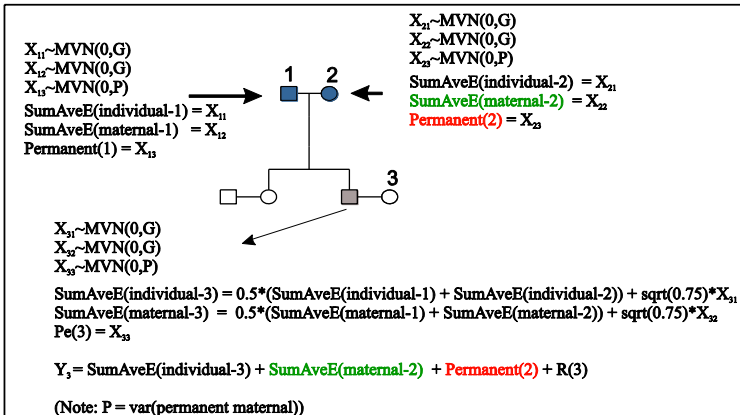 X₁₁~MVN(0,G)
X₁₂~MVN(0,G)
X₁₃~MVN(0,P)
SumAveE(individual-1) = X₁₁
SumAveE(maternal-1) = X₁₂
Permanent(1) = X₁₃
1 2
X₂₁~MVN(0,G)
X₂₂~MVN(0,G)
X₂₃~MVN(0,P)
SumAveE(individual-2) = X₂₁
SumAveE(maternal-2) = X₂₂
Permanent(2) = X₂₃
3
X₃₁~MVN(0,G)
X₃₂~MVN(0,G)
X₃₃~MVN(0,P)
SumAveE(individual-3) = 0.5*(SumAveE(individual-1) + SumAveE(individual-2)) + sqrt(0.75)*X₃₁
SumAveE(maternal-3) = 0.5*(SumAveE(maternal-1) + SumAveE(maternal-2)) + sqrt(0.75)*X₃₂
Pe(3) = X₃₃
Y₃ = SumAveE(individual-3) + SumAveE(maternal-2) + Permanent(2) + R(3)
(Note: P = var(permanent maternal))